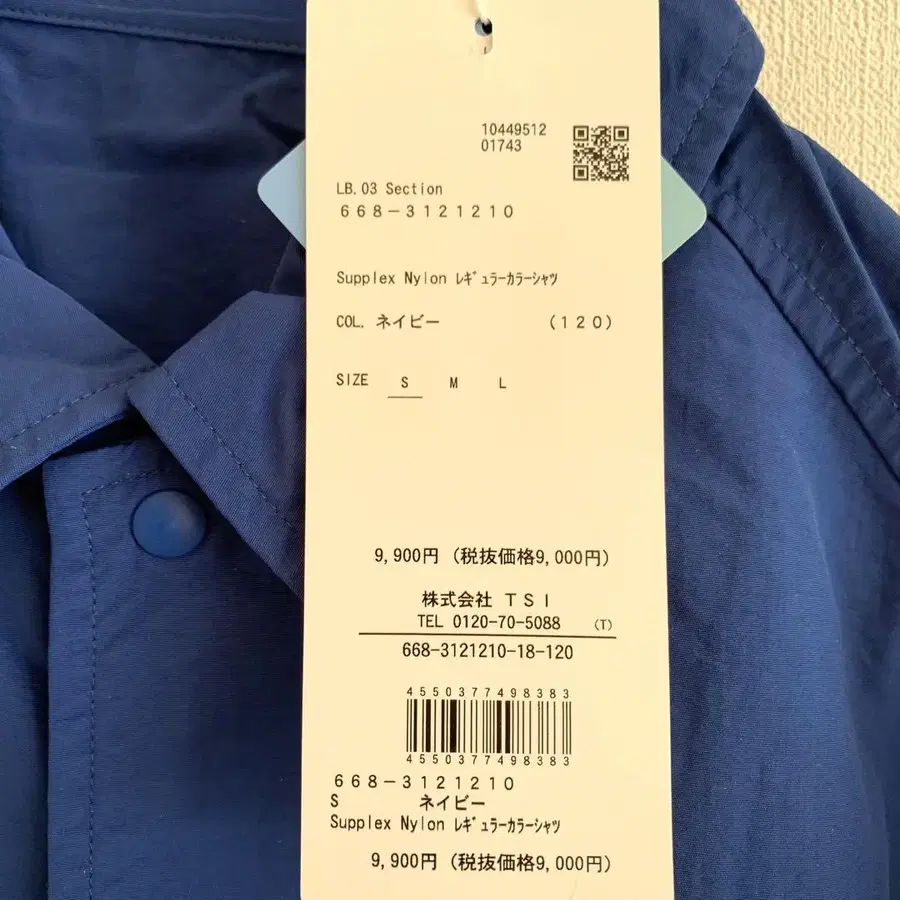 10449512
01743
LB.03 Section
668-3121210
Supplex Nylon ﾚｷﾞｭﾗｰｶﾗｰｼｬﾂ
COL. ネイビー (120)
SIZE S M L
9,900円 (税抜価格9,000円)
株式会社 TSI
TEL 0120-70-5088 (T)
668-3121210-18-120
4550377498383
4550377498383
668-3121210
S ネイビー
Supplex Nylon ﾚｷﾞｭﾗｰｶﾗｰｼｬﾂ
9,900円 (税抜価格9,000円)